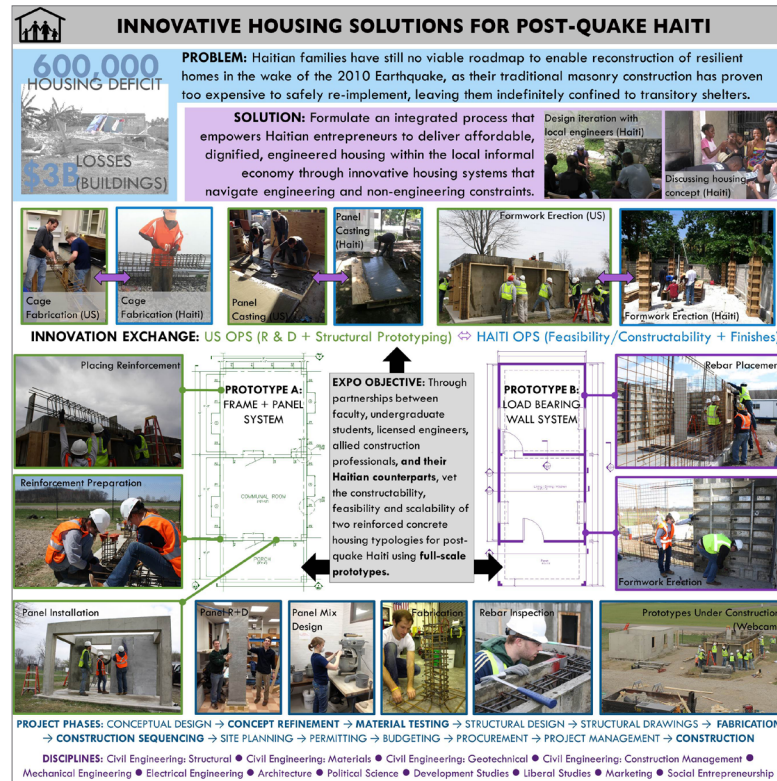 INNOVATIVE HOUSING SOLUTIONS FOR POST-QUAKE HAITI
600,000
HOUSING DEFICIT
$3B LOSSES
(BUILDINGS)
PROBLEM: Haitian families have still no viable roadmap to enable reconstruction of resilient
homes in the wake of the 2010 Earthquake, as their traditional masonry construction has proven
too expensive to safely re-implement, leaving them indefinitely confined to transitory shelters.
SOLUTION: Formulate an integrated process that
empowers Haitian entrepreneurs to deliver affordable,
dignified, engineered housing within the local informal
economy through innovative housing systems that
navigate engineering and non-engineering constraints.
Design iteration with
local engineers (Haiti)
Discussing housing
concept (Haiti)
Cage
Fabrication (US)
Cage
Fabrication (Haiti)
Panel
Casting (US)
Panel
Casting
(Haiti)
Formwork Erection (US)
Formwork Erection (Haiti)
INNOVATION EXCHANGE: US OPS (R & D + Structural Prototyping) ⇔ HAITI OPS (Feasibility/Constructability + Finishes)
Placing Reinforcement
Reinforcement Preparation
PROTOTYPE A:
FRAME + PANEL
SYSTEM
COMMUNAL ROOM
PORCH
EXPO OBJECTIVE: Through
partnerships between
faculty, undergraduate
students, licensed engineers,
allied construction
professionals, and their
Haitian counterparts, vet
the constructability,
feasibility and scalability of
two reinforced concrete
housing typologies for post-
quake Haiti using full-scale
prototypes.
PROTOTYPE B:
LOAD BEARING
WALL SYSTEM
Rebar Placement
Formwork Erection
Panel Installation
Panel R+D
Panel Mix
Design
Fabrication
Rebar Inspection
Prototypes Under Construction
(Webcam
PROJECT PHASES: CONCEPTUAL DESIGN → CONCEPT REFINEMENT → MATERIAL TESTING → STRUCTURAL DESIGN → STRUCTURAL DRAWINGS → FABRICATION
→ CONSTRUCTION SEQUENCING → SITE PLANNING → PERMITTING → BUDGETING → PROCUREMENT → PROJECT MANAGEMENT → CONSTRUCTION
DISCIPLINES: Civil Engineering: Structural ● Civil Engineering: Materials ● Civil Engineering: Geotechnical ● Civil Engineering: Construction Management ●
Mechanical Engineering ● Electrical Engineering ● Architecture ● Political Science ● Development Studies ● Liberal Studies ● Marketing ● Social Entrepreneurship